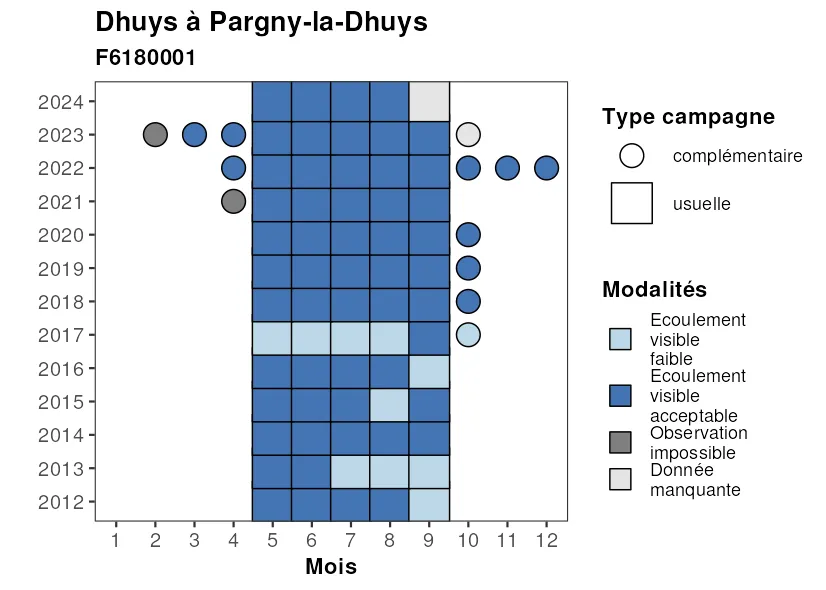 Dhuys à Pargny-la-Dhuys
F6180001
2024
2023
2022
2021
2020
2019
2018
2017
2016
2015
2014
2013
2012
1 2 3 4 5 6 7 8 9 10 11 12
Mois
Type campagne
complémentaire
usuelle
Modalités
Ecoulement
visible
faible
Ecoulement
visible
acceptable
Observation
impossible
Donnée
manquante